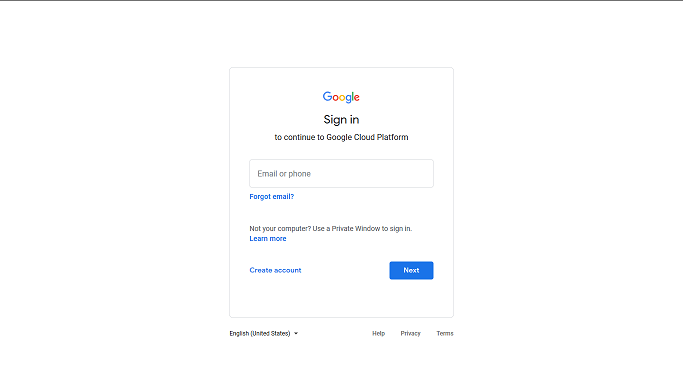 Google
Sign in
to continue to Google Cloud Platform
Email or phone
Forgot email?
Not your computer? Use a Private Window to sign in.
Learn more
Create account
Next
English (United States)
Help
Privacy
Terms